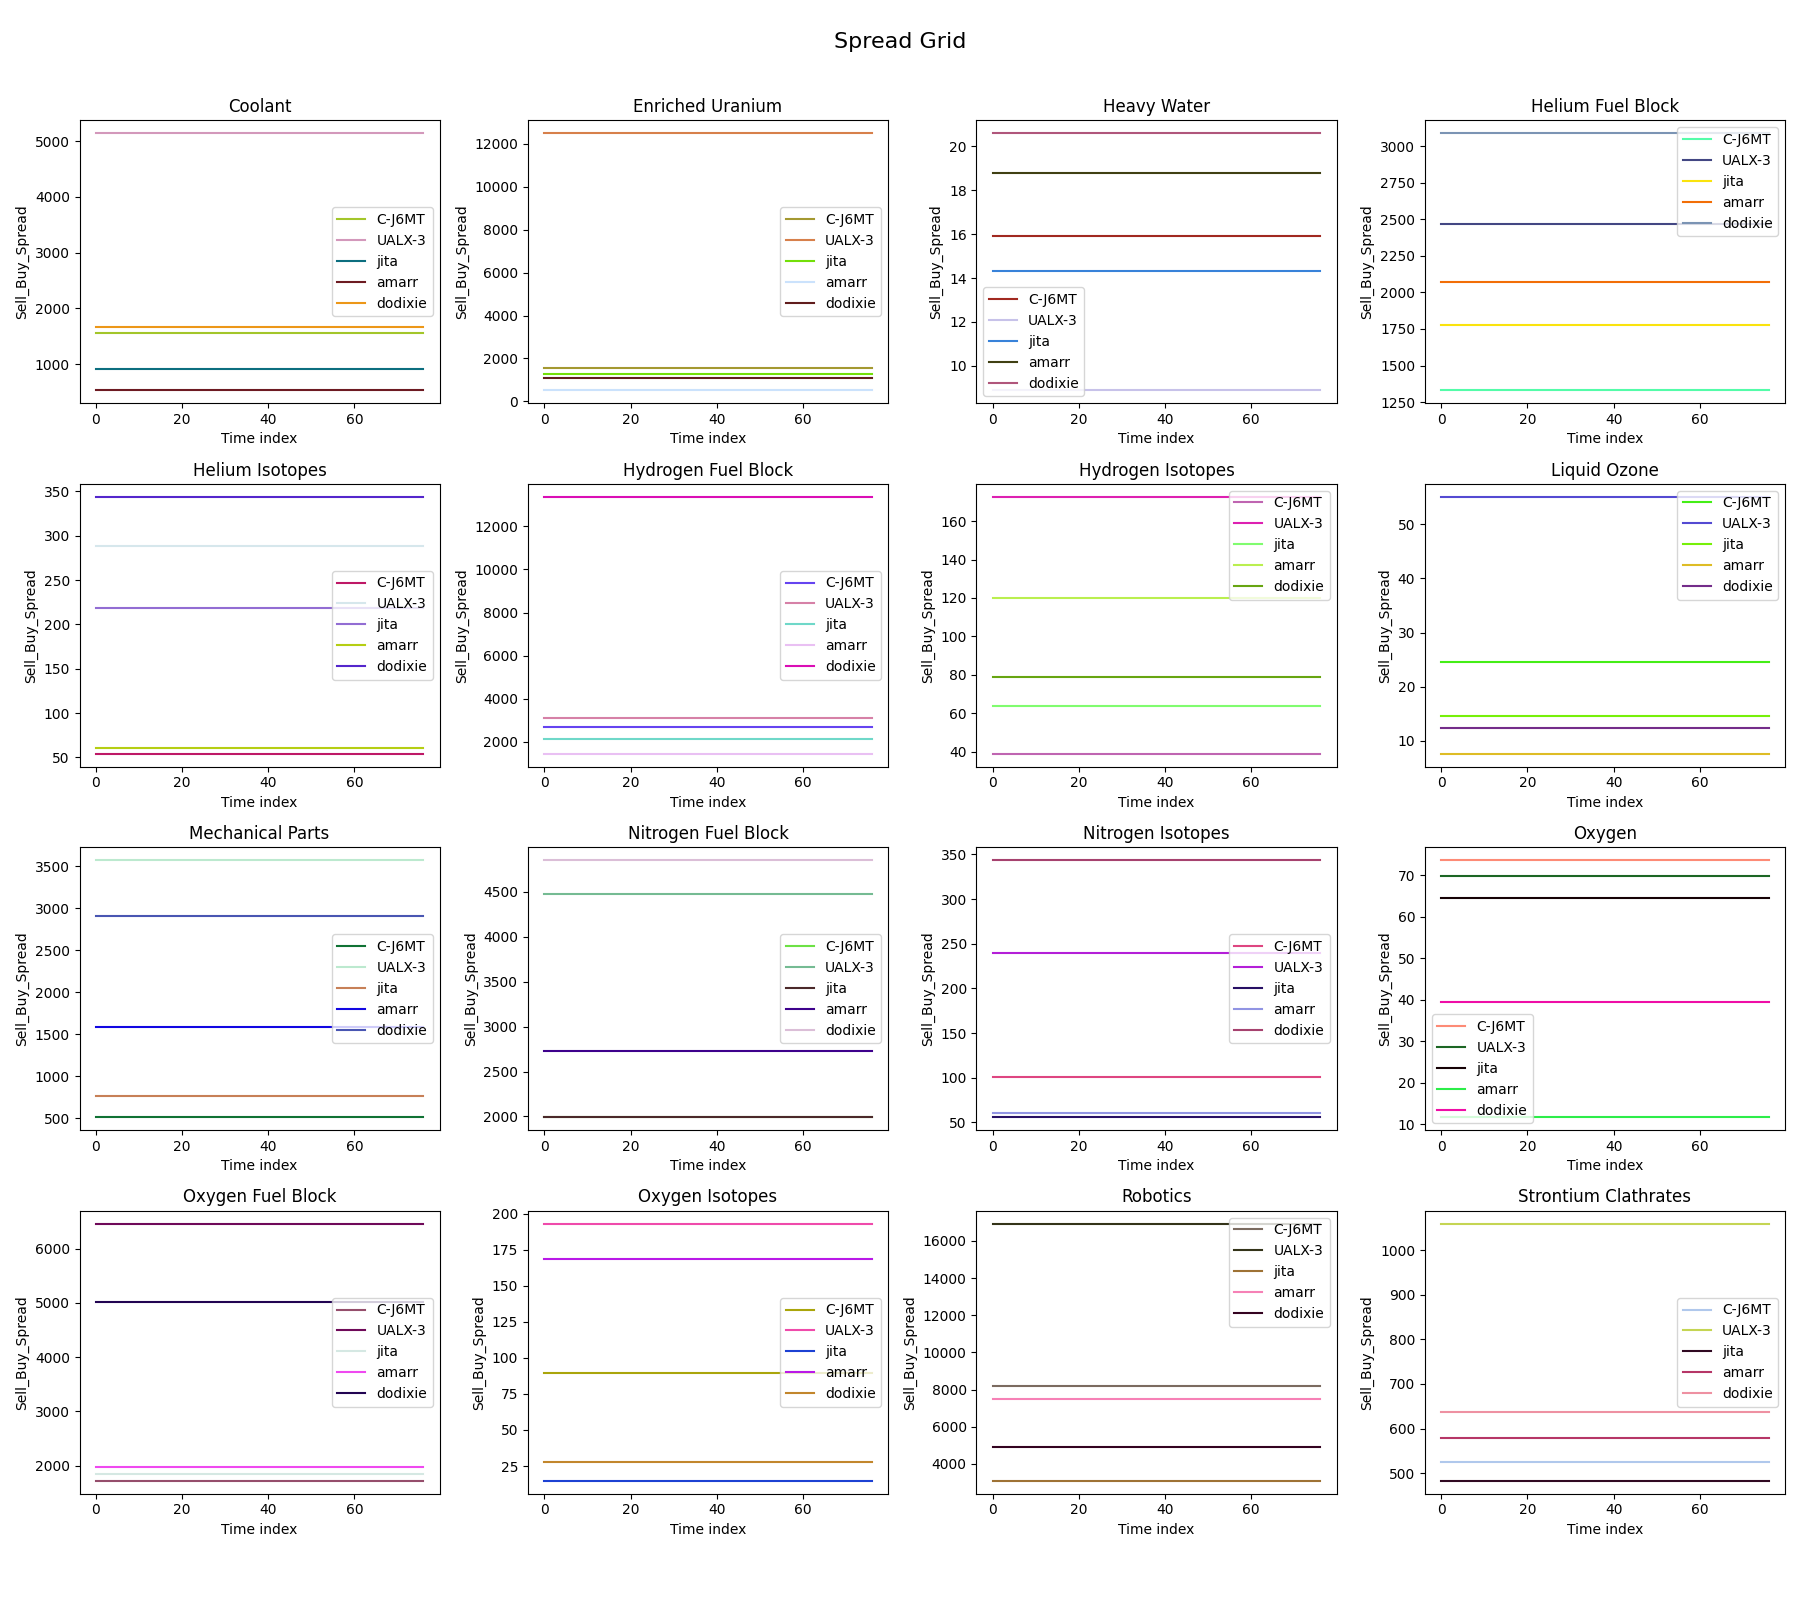 Spread Grid
Coolant
Sell_Buy_Spread
5000
4000
3000
2000
1000
C-J6MT
UALX-3
jita
amarr
dodixie
0 20 40 60
Time index
Enriched Uranium
Sell_Buy_Spread
12000
10000
8000
6000
4000
2000
0
C-J6MT
UALX-3
jita
amarr
dodixie
0 20 40 60
Time index
Heavy Water
Sell_Buy_Spread
20
18
16
14
12
10
C-J6MT
UALX-3
jita
amarr
dodixie
0 20 40 60
Time index
Helium Fuel Block
Sell_Buy_Spread
3000
2750
2500
2250
2000
1750
1500
1250
C-J6MT
UALX-3
jita
amarr
dodixie
0 20 40 60
Time index
Helium Isotopes
Sell_Buy_Spread
350
300
250
200
150
100
50
C-J6MT
UALX-3
jita
amarr
dodixie
0 20 40 60
Time index
Hydrogen Fuel Block
Sell_Buy_Spread
12000
10000
8000
6000
4000
2000
C-J6MT
UALX-3
jita
amarr
dodixie
0 20 40 60
Time index
Hydrogen Isotopes
Sell_Buy_Spread
160
140
120
100
80
60
40
C-J6MT
UALX-3
jita
amarr
dodixie
0 20 40 60
Time index
Liquid Ozone
Sell_Buy_Spread
50
40
30
20
10
C-J6MT
UALX-3
jita
amarr
dodixie
0 20 40 60
Time index
Mechanical Parts
Sell_Buy_Spread
3500
3000
2500
2000
1500
1000
500
C-J6MT
UALX-3
jita
amarr
dodixie
0 20 40 60
Time index
Nitrogen Fuel Block
Sell_Buy_Spread
4500
4000
3500
3000
2500
2000
C-J6MT
UALX-3
jita
amarr
dodixie
0 20 40 60
Time index
Nitrogen Isotopes
Sell_Buy_Spread
350
300
250
200
150
100
50
C-J6MT
UALX-3
jita
amarr
dodixie
0 20 40 60
Time index
Oxygen
Sell_Buy_Spread
70
60
50
40
30
20
10
C-J6MT
UALX-3
jita
amarr
dodixie
0 20 40 60
Time index
Oxygen Fuel Block
Sell_Buy_Spread
6000
5000
4000
3000
2000
C-J6MT
UALX-3
jita
amarr
dodixie
0 20 40 60
Time index
Oxygen Isotopes
Sell_Buy_Spread
200
175
150
125
100
75
50
25
C-J6MT
UALX-3
jita
amarr
dodixie
0 20 40 60
Time index
Robotics
Sell_Buy_Spread
16000
14000
12000
10000
8000
6000
4000
C-J6MT
UALX-3
jita
amarr
dodixie
0 20 40 60
Time index
Strontium Clathrates
Sell_Buy_Spread
1000
900
800
700
600
500
C-J6MT
UALX-3
jita
amarr
dodixie
0 20 40 60
Time index